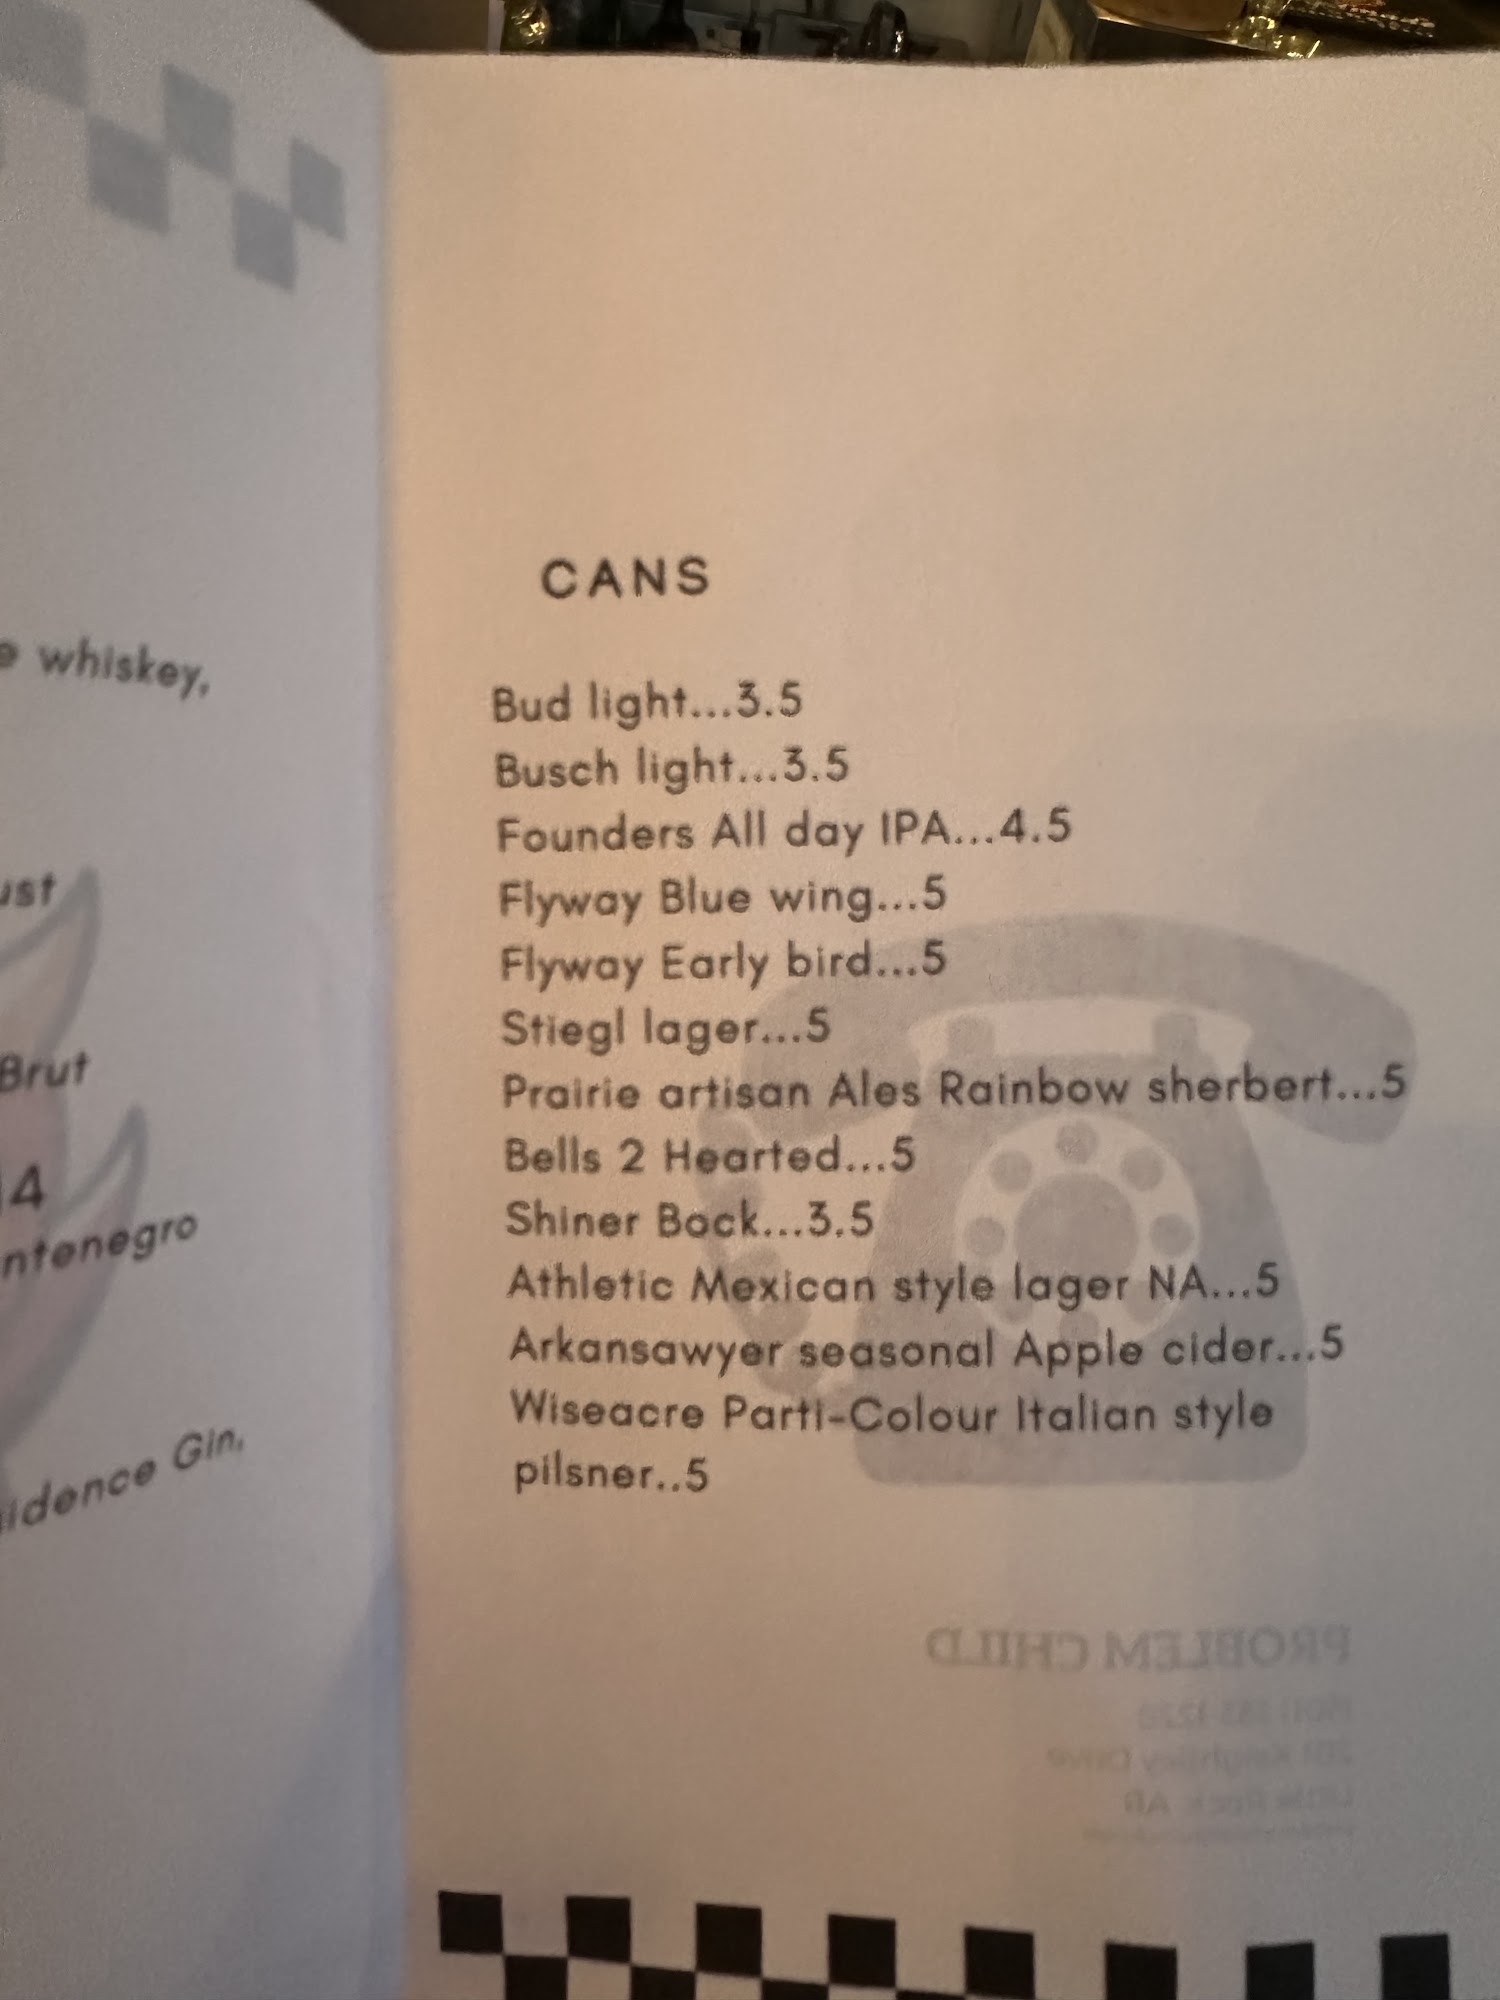 whiskey,
Brut
4
Gin,
CANS
Bud light...3.5
Busch light...3.5
Founders All day IPA...4.5
Flyway Blue wing...5
Flyway Early bird...5
Stiegl lager...5
Prairie artisan Ales Rainbow sherbert...5
Bells 2 Hearted...5
Shiner Bock...3.5
Athletic Mexican style lager NA...5
Arkansawyer seasonal Apple cider...5
Wiseacre Parti-Colour Italian style
pilsner..5
PROBLEM CHILD